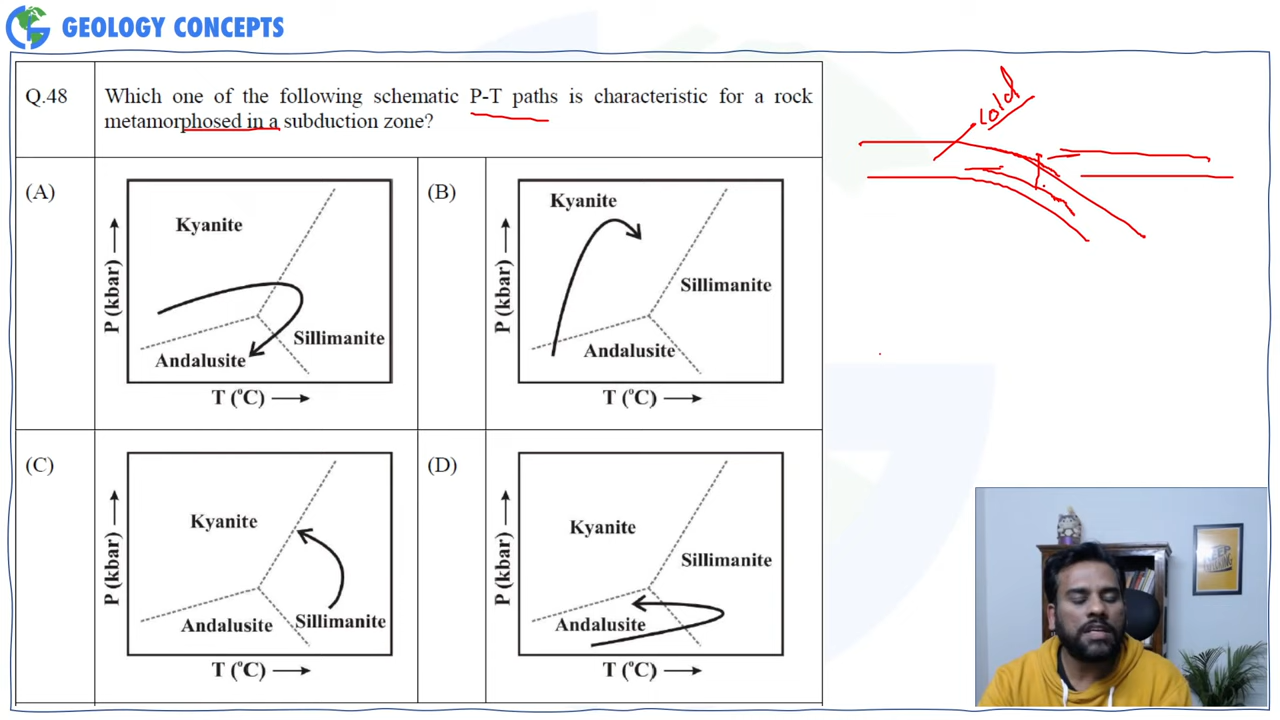 GEOLOGY CONCEPTS
Q.48
Which one of the following schematic P-T paths is characteristic for a rock
metamorphosed in a subduction zone?
cold
(A)
Kyanite
Sillimanite
Andalusite
P (kbar)
T (°C)
(B)
Kyanite
Sillimanite
Andalusite
P (kbar)
T (°C)
(C)
Kyanite
Andalusite
Sillimanite
P (kbar)
T (°C)
(D)
Kyanite
Sillimanite
Andalusite
P (kbar)
T (°C)